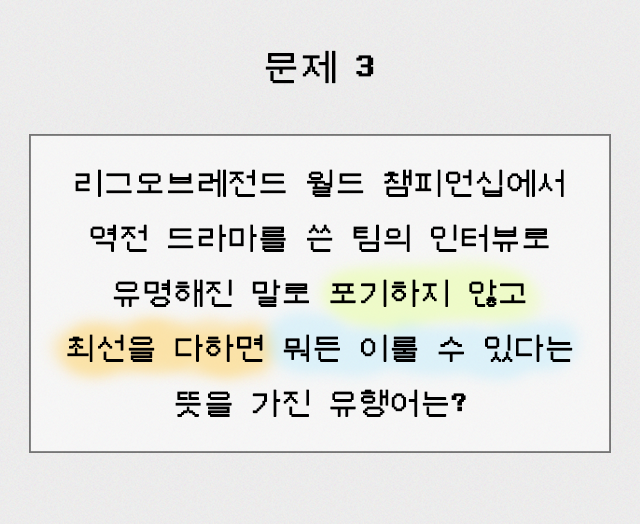 문제 3
리그오브레전드 월드 챔피언십에서
역전 드라마를 쓴 팀의 인터뷰로
유명해진 말로 포기하지 않고
최선을 다하면 뭐든 이룰 수 있다는
뜻을 가진 유행어는?